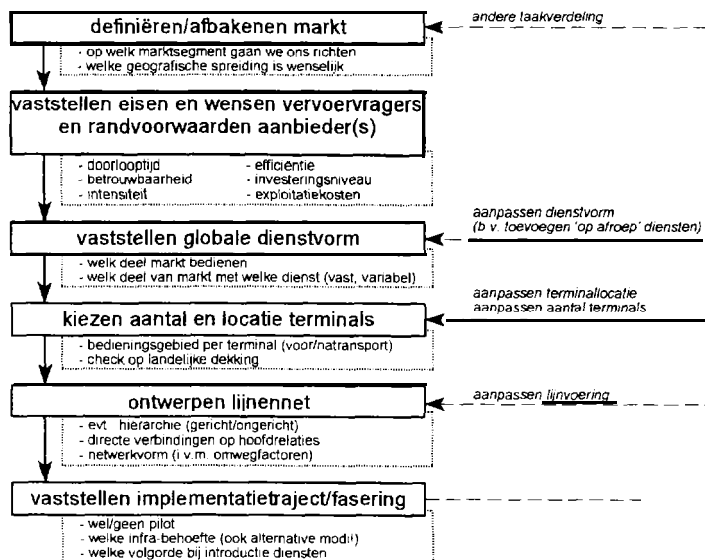 definiëren/afbakenen markt
andere taakverdeling
- op welk marktsegment gaan we ons richten
- welke geografische spreiding is wenselijk
vaststellen eisen en wensen vervoervragers
en randvoorwaarden aanbieder(s)
- doorlooptijd
- efficiëntie
- betrouwbaarheid
- investeringsniveau
- intensiteit
- exploitatiekosten
vaststellen globale dienstvorm
aanpassen dienstvorm
(b v. toevoegen 'op afroep' diensten)
- welk deel markt bedienen
- welk deel van markt met welke dienst (vast, variabel)
kiezen aantal en locatie terminals
aanpassen terminallocatie
aanpassen aantal terminals
- bedieningsgebied per terminal (voor/natransport)
- check op landelijke dekking
ontwerpen lijnennet
aanpassen lijnvoering
- evt hierarchie (gericht/ongericht)
- directe verbindingen op hoofdrelaties
- netwerkvorm (i v.m. omwegfactoren)
vaststellen implementatietraject/fasering
- wel/geen pilot
- welke infra-behoefte (ook alternative modi!)
- welke volgorde bij introductie diensten